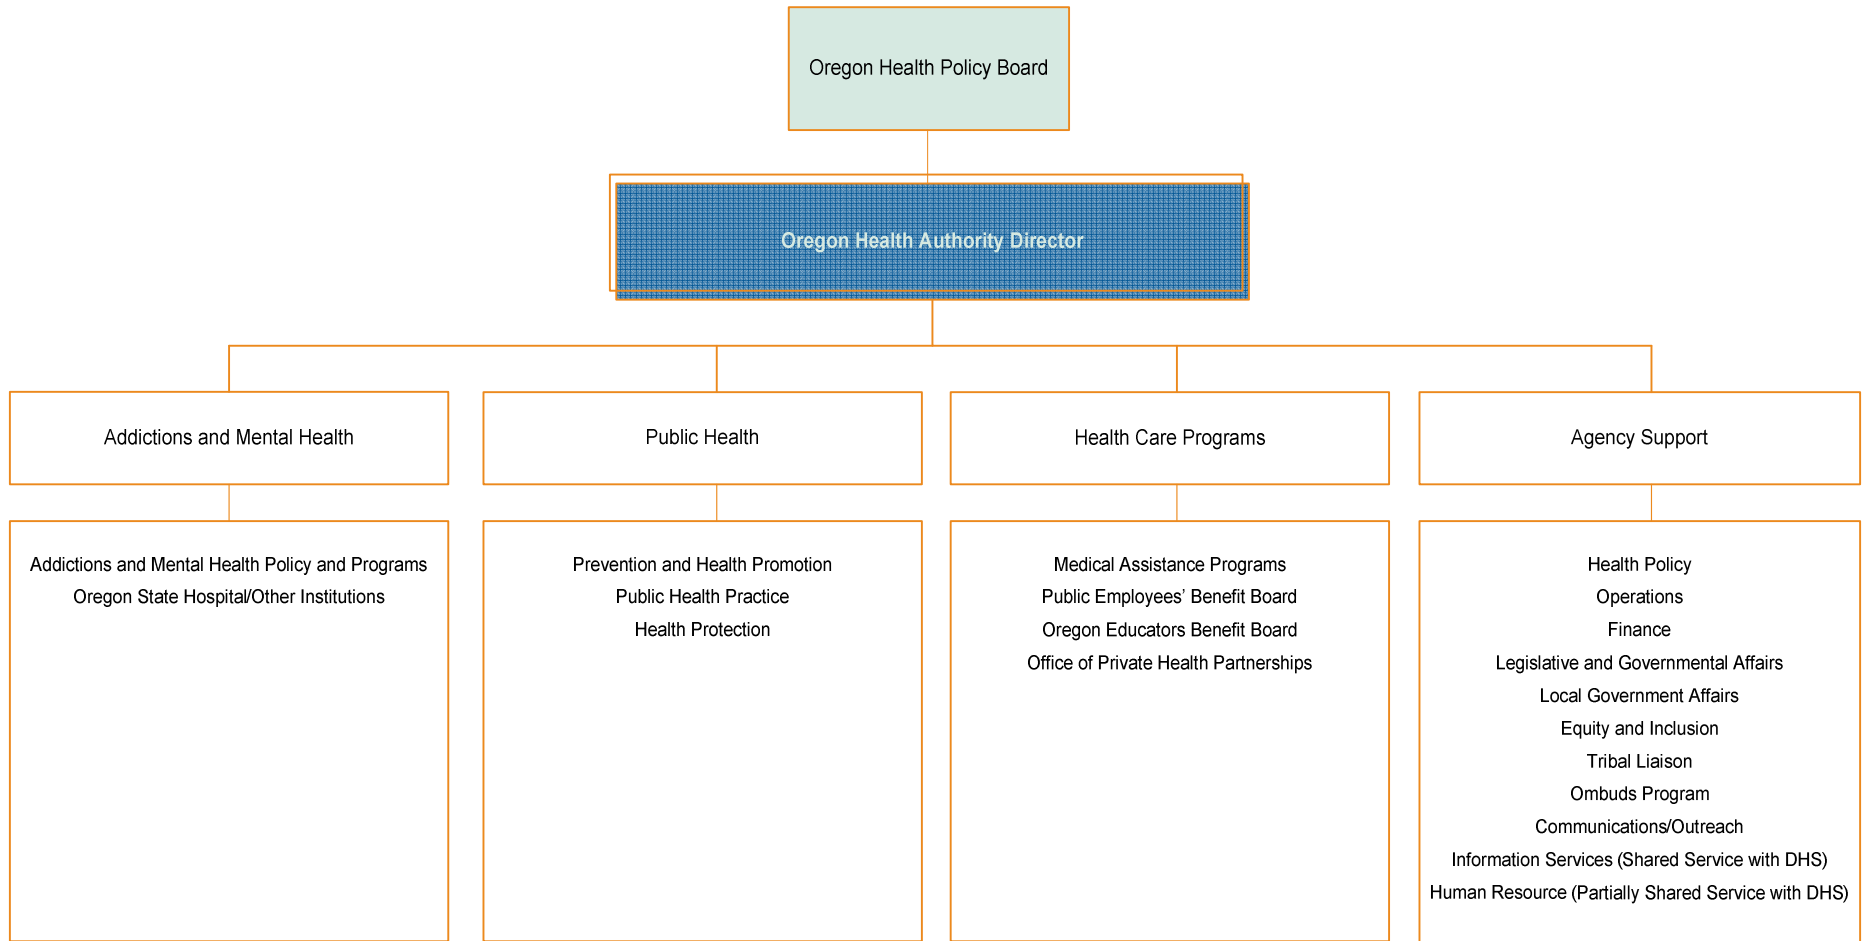 Oregon Health Policy Board
Oregon Health Authority Director
Addictions and Mental Health
Public Health
Health Care Programs
Agency Support
Addictions and Mental Health Policy and Programs
Oregon State Hospital/Other Institutions
Prevention and Health Promotion
Public Health Practice
Health Protection
Medical Assistance Programs
Public Employees’ Benefit Board
Oregon Educators Benefit Board
Office of Private Health Partnerships
Health Policy
Operations
Finance
Legislative and Governmental Affairs
Local Government Affairs
Equity and Inclusion
Tribal Liaison
Ombuds Program
Communications/Outreach
Information Services (Shared Service with DHS)
Human Resource (Partially Shared Service with DHS)